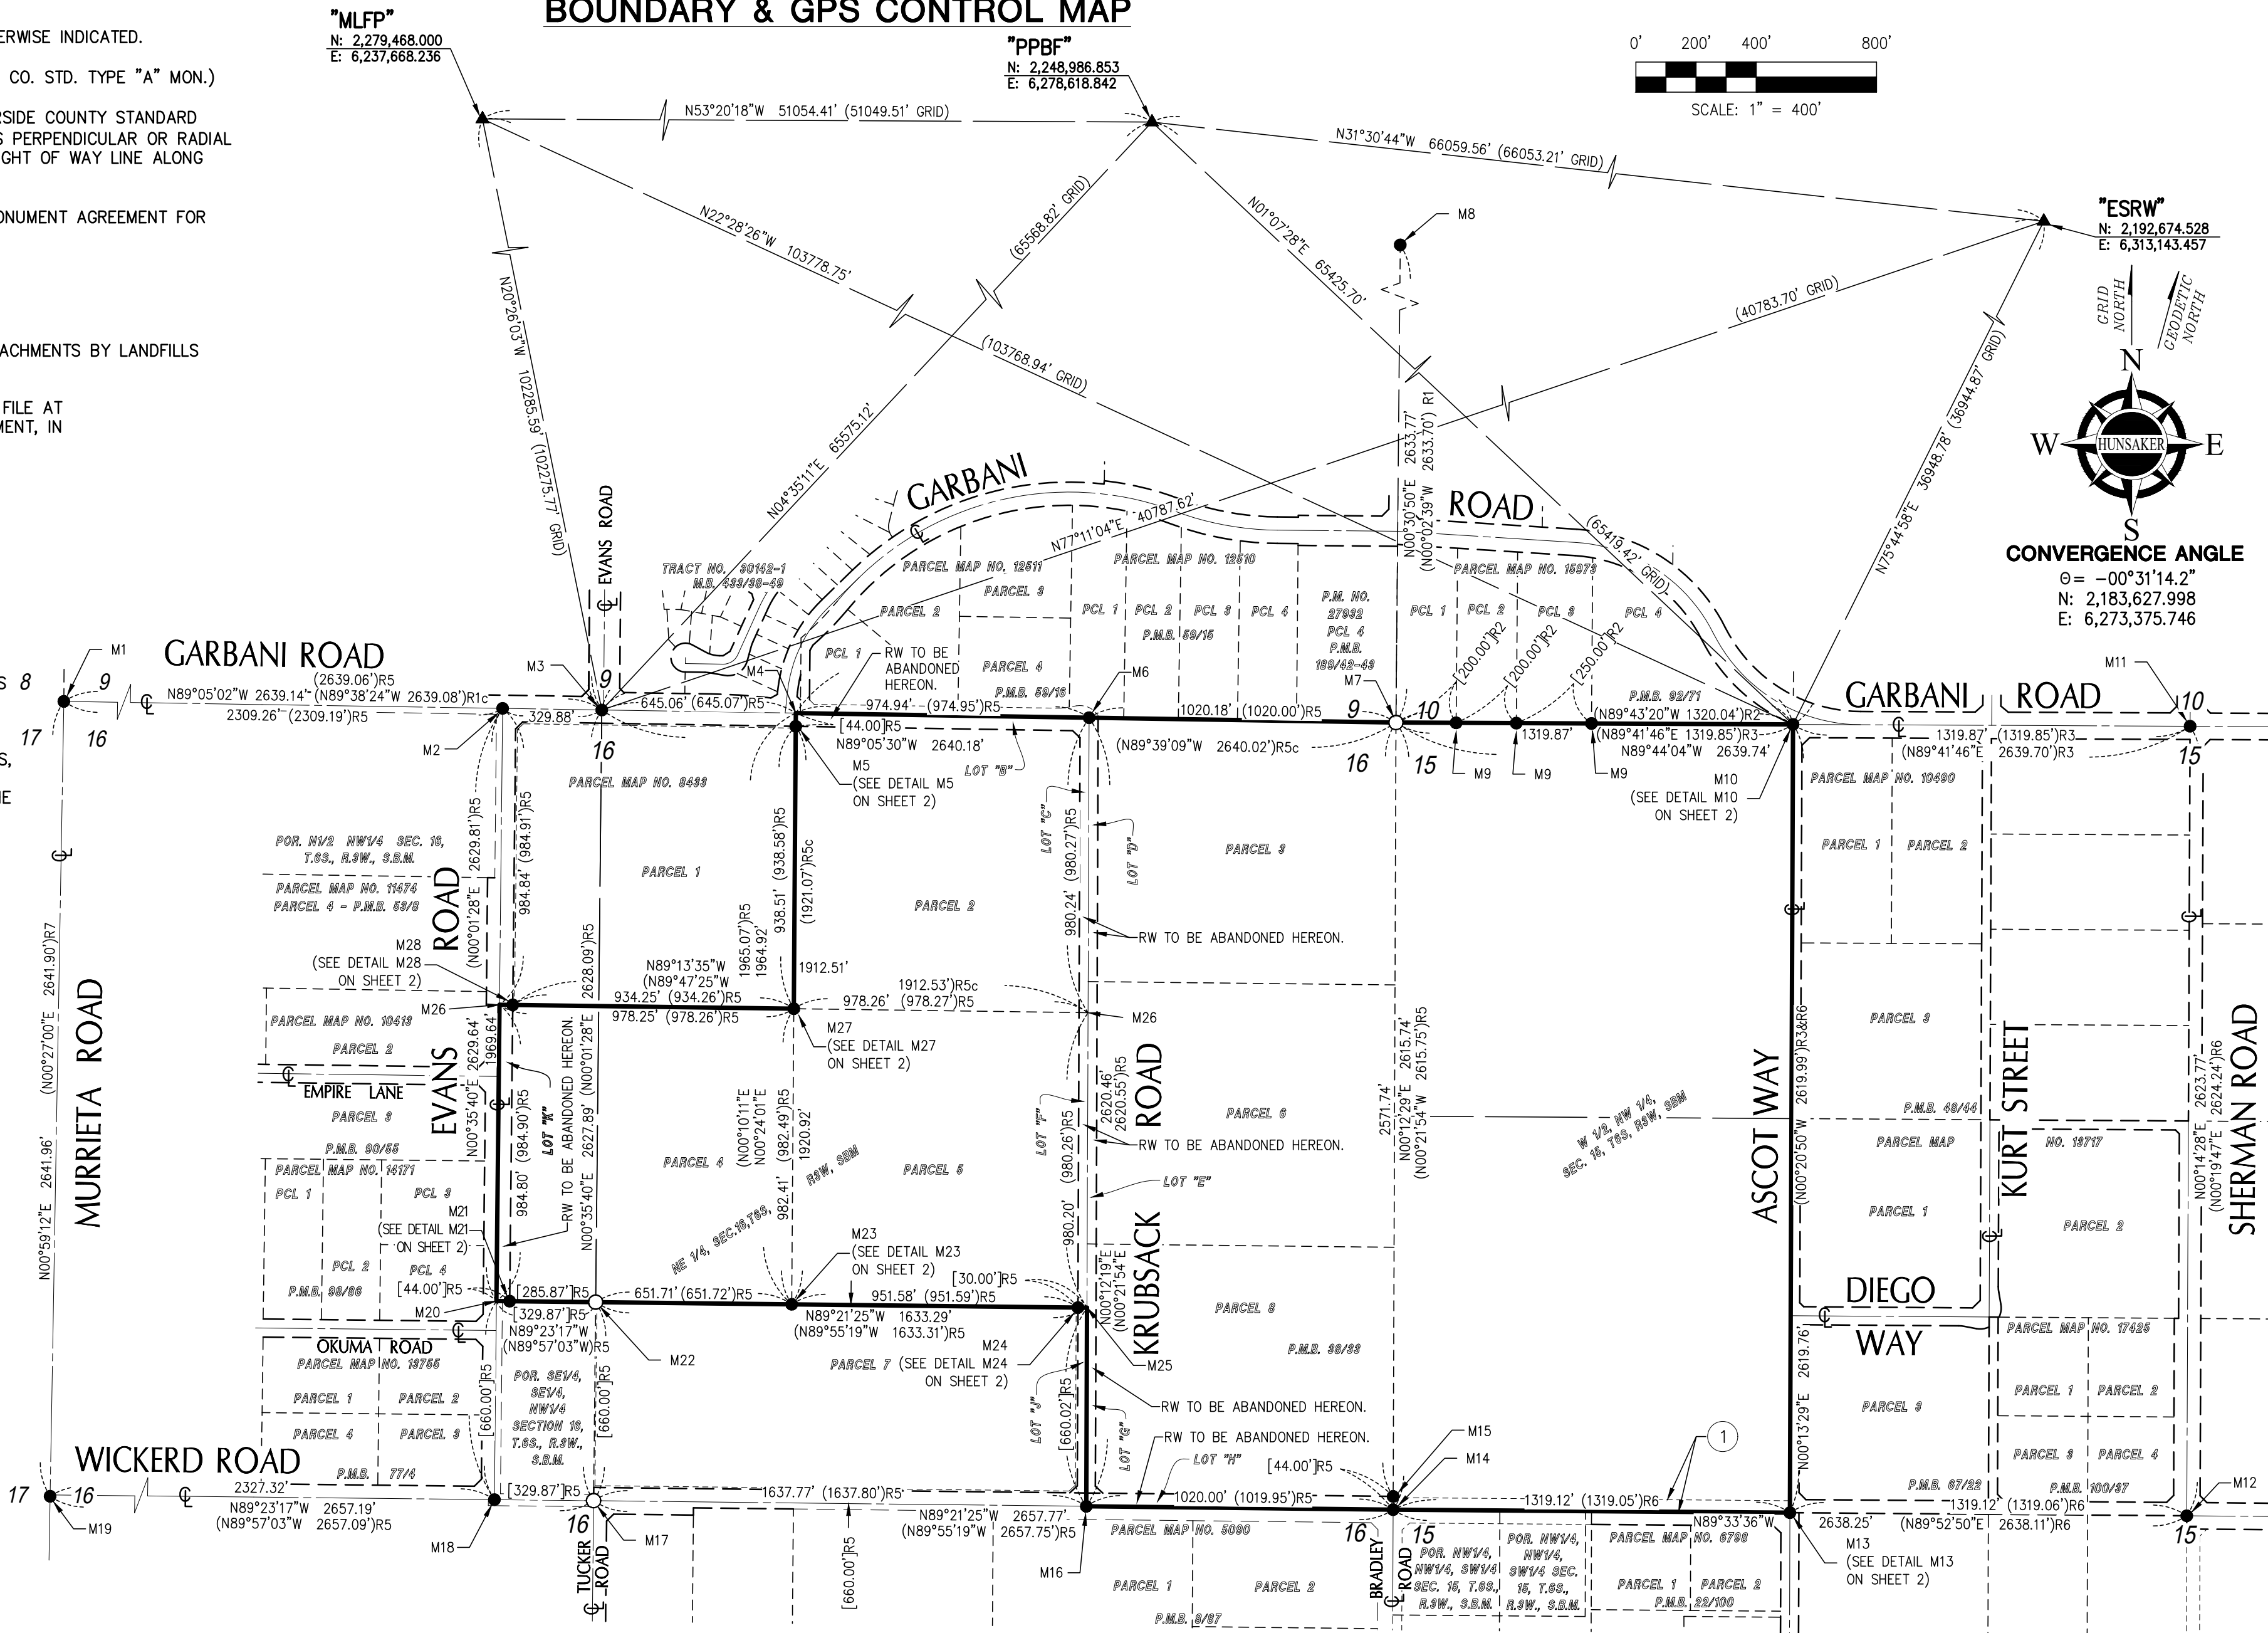 BOUNDARY & GPS CONTROL MAP
ERWISE INDICATED.
CO. STD. TYPE "A" MON.)
RSIDE COUNTY STANDARD
S PERPENDICULAR OR RADIAL
GHT OF WAY LINE ALONG
ONUMENT AGREEMENT FOR
ACHMENTS BY LANDFILLS
FILE AT
MENT, IN
"MLFP"
N: 2,279,468.000
E: 6,237,668.236
"PPBF"
N: 2,248,986.853
E: 6,278,618.842
0' 200' 400' 800'
SCALE: 1" = 400'
"ESRW"
N: 2,192,674.528
E: 6,313,143.457
GRID
NORTH
GEODETIC
NORTH
N
W HUNSAKER E
S
CONVERGENCE ANGLE
Θ= -00°31'14.2"
N: 2,183,627.998
E: 6,273,375.746
N53°20'18"W 51054.41' (51049.51' GRID)
N31°30'44"W 66059.56' (66053.21' GRID)
N22°28'26"W 103778.75'
(103768.94' GRID)
N20°26'03"W 102285.59' (102275.77' GRID)
(65568.82' GRID)
N04°35'11"E 65575.12'
N01°07'28"E 65425.70'
(65419.42' GRID)
(40783.70' GRID)
N77°11'04"E 40787.62'
N75°44'58"E 36948.78' (36944.87' GRID)
M8
N00°30'50"E 2633.77'
(N00°02'39"W 2633.70') R1
GARBANI ROAD
EVANS ROAD
TRACT NO. 30142-1
M.B. 433/38-49
PARCEL MAP NO. 12511
PARCEL 2
PARCEL 3
PCL 1
PARCEL 4
P.M.B. 59/16
PARCEL MAP NO. 12510
PCL 1
PCL 2
PCL 3
PCL 4
P.M.B. 59/15
P.M. NO.
27932
PCL 4
P.M.B.
189/42-43
PARCEL MAP NO. 15973
PCL 1
PCL 2
PCL 3
PCL 4
P.M.B. 92/71
[200.00']R2
[200.00']R2
[250.00']R2
RW TO BE
ABANDONED
HEREON.
M1
S 8
9
17
16
GARBANI ROAD
(2639.06')R5
N89°05'02"W 2639.14' (N89°38'24"W 2639.08')R1c
2309.26' (2309.19')R5
329.88'
M2
M3
9
16
M4
645.06' (645.07')R5
974.94' (974.95')R5
[44.00']R5
N89°05'30"W 2640.18'
1020.18' (1020.00')R5
(N89°39'09"W 2640.02')R5c
M5
(SEE DETAIL M5
ON SHEET 2)
LOT "B"
M6
M7
9
10
16
15
M9
M9
M9
(N89°43'20"W 1320.04')R2
1319.87'
(N89°41'46"E 1319.85')R3
N89°44'04"W 2639.74'
M10
(SEE DETAIL M10
ON SHEET 2)
GARBANI ROAD
M11
10
15
1319.87' (1319.85')R3
(N89°41'46"E 2639.70')R3
S,
NE
PARCEL MAP NO. 8433
PARCEL 1
PARCEL 2
PARCEL 3
PARCEL 4
PARCEL 5
PARCEL 6
PARCEL 7
PARCEL 8
P.M.B. 38/33
POR. N1/2 NW1/4 SEC. 16,
T.6S., R.3W., S.B.M.
PARCEL MAP NO. 11474
PARCEL 4 - P.M.B. 53/8
EVANS ROAD
(N00°01'28"E 2629.81')R5
984.84' (984.91')R5
M28
(SEE DETAIL M28
ON SHEET 2)
M26
N89°13'35"W
(N89°47'25"W
934.25' (934.26')R5
978.25' (978.26')R5
1965.07')R5
1964.92'
938.51' (938.58')R5
(1921.07')R5c
1912.51'
1912.53')R5c
978.26' (978.27')R5
M27
(SEE DETAIL M27
ON SHEET 2)
M26
LOT "C"
LOT "D"
980.24' (980.27')R5
RW TO BE ABANDONED HEREON.
MURRIETA ROAD
N00°59'12"E 2641.96' (N00°27'00"E 2641.90')R7
PARCEL MAP NO. 10413
PARCEL 2
EMPIRE LANE
PARCEL 3
P.M.B. 90/55
PARCEL MAP NO. 14171
PCL 1
PCL 2
PCL 3
PCL 4
P.M.B. 98/86
N00°35'40"E 2629.64'
1969.64'
984.80' (984.90')R5
LOT "K"
RW TO BE ABANDONED HEREON.
N00°35'40"E 2627.89' (N00°01'28"E 2628.09')R5
(N00°10'11"E
N00°24'01"E
982.41' (982.49')R5
1920.92'
NE 1/4, SEC.16,T6S, R3W, SBM
LOT "F"
(980.26')R5
980.20'
2620.46'
2620.55')R5
N00°12'19"E
(N00°21'54"E
RW TO BE ABANDONED HEREON.
LOT "E"
KRUBSACK ROAD
2571.74'
N00°12'29"E 2615.74'
(N00°21'54"W 2615.75')R5
W 1/2, NW 1/4,
SEC. 15, T6S, R3W, SBM
ASCOT WAY
(N00°20'50"W 2619.99')R3&R6
N00°13'29"E 2619.76'
PARCEL MAP NO. 10490
PARCEL 1
PARCEL 2
PARCEL 3
P.M.B. 48/44
PARCEL MAP NO. 13717
PARCEL 1
PARCEL 2
PARCEL 3
P.M.B. 67/22
KURT STREET
DIEGO WAY
PARCEL MAP NO. 17425
PARCEL 1
PARCEL 2
PARCEL 3
PARCEL 4
P.M.B. 100/37
SHERMAN ROAD
N00°14'28"E 2623.77'
(N00°19'47"E 2624.24')R6
M21
(SEE DETAIL M21
ON SHEET 2)
[44.00']R5
M20
[285.87']R5
[329.87']R5
N89°23'17"W
(N89°57'03"W)R5
651.71' (651.72')R5
M22
M23
(SEE DETAIL M23
ON SHEET 2)
[30.00']R5
951.58' (951.59')R5
N89°21'25"W 1633.29'
(N89°55'19"W 1633.31')R5
M24
(SEE DETAIL M24
ON SHEET 2)
M25
OKUMA ROAD
PARCEL MAP NO. 13755
PARCEL 1
PARCEL 2
PARCEL 4
PARCEL 3
P.M.B. 77/4
[660.00']R5
POR. SE1/4,
SE1/4,
NW1/4
SECTION 16,
T.6S., R.3W.,
S.B.M.
[660.00']R5
LOT "J"
[660.02']R5
LOT "G"
RW TO BE ABANDONED HEREON.
RW TO BE ABANDONED HEREON.
LOT "H"
[44.00']R5
M15
M14
1
WICKERD ROAD
17
16
M19
2327.32'
N89°23'17"W 2657.19'
(N89°57'03"W 2657.09')R5
M18
[329.87']R5
16
M17
TUCKER ROAD
1637.77' (1637.80')R5
[660.00']R5
N89°21'25"W 2657.77'
(N89°55'19"W 2657.75')R5
M16
1020.00' (1019.95')R5
16
15
PARCEL MAP NO. 5090
PARCEL 1
PARCEL 2
P.M.B. 8/87
BRADLEY ROAD
POR. NW1/4,
NW1/4, SW1/4
SEC. 15, T.6S.,
R.3W., S.B.M.
POR. NW1/4,
NW1/4,
SW1/4 SEC.
15, T.6S.,
R.3W., S.B.M.
1319.12' (1319.05')R6
N89°33'36"W 2638.25' (N89°52'50"E 2638.11')R6
1319.12' (1319.06')R6
PARCEL MAP NO. 6798
PARCEL 1
PARCEL 2
P.M.B. 22/100
M13
(SEE DETAIL M13
ON SHEET 2)
M12
15